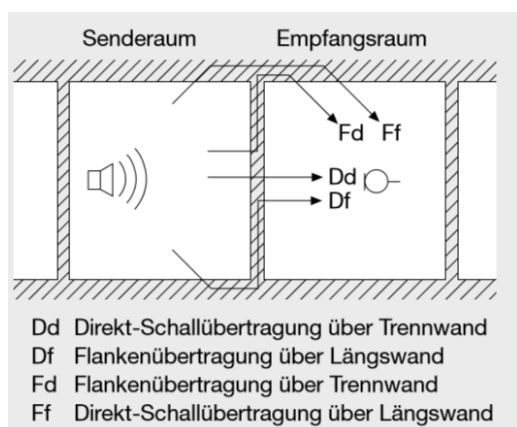 Senderaum Empfangsraum
Fd Ff
Dd
Df
Dd Direkt-Schallübertragung über Trennwand
Df Flankenübertragung über Längswand
Fd Flankenübertragung über Trennwand
Ff Direkt-Schallübertragung über Längswand